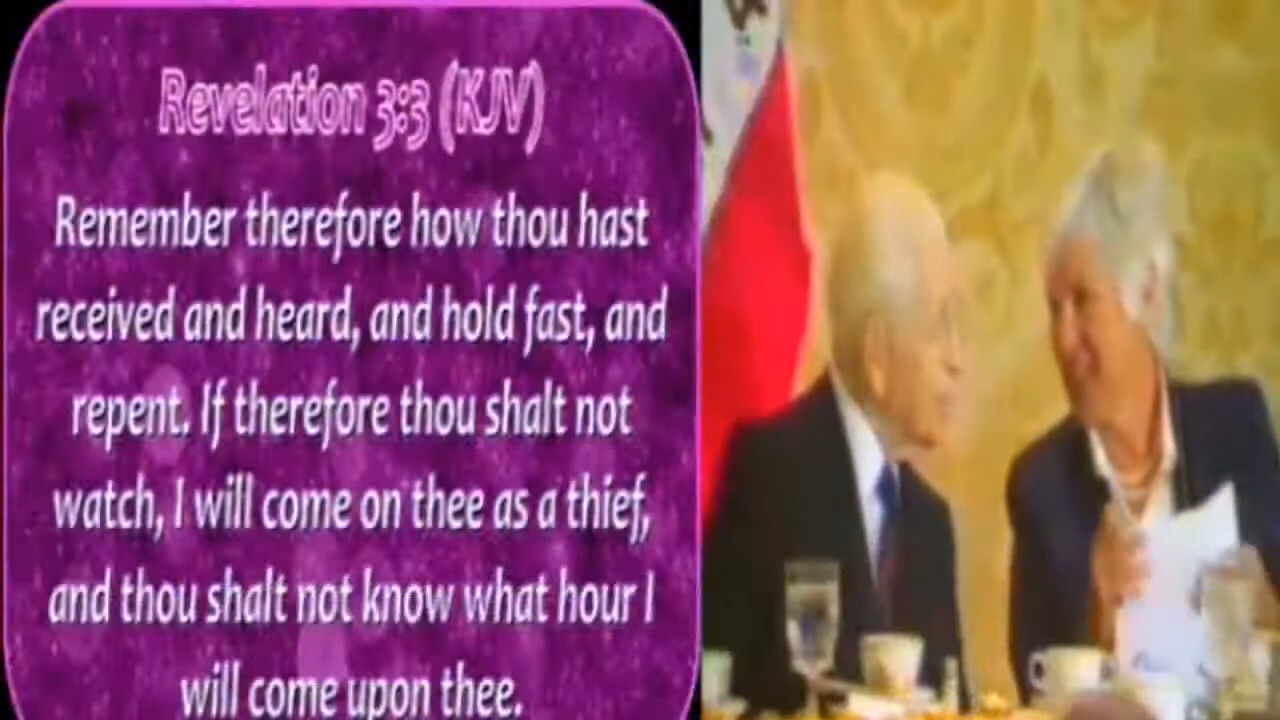 Revelation 3:3 (KJV)
Remember therefore how thou hast
received and heard, and hold fast, and
repent. If therefore thou shalt not
watch, I will come on thee as a thief,
and thou shalt not know what hour I
will come upon thee.